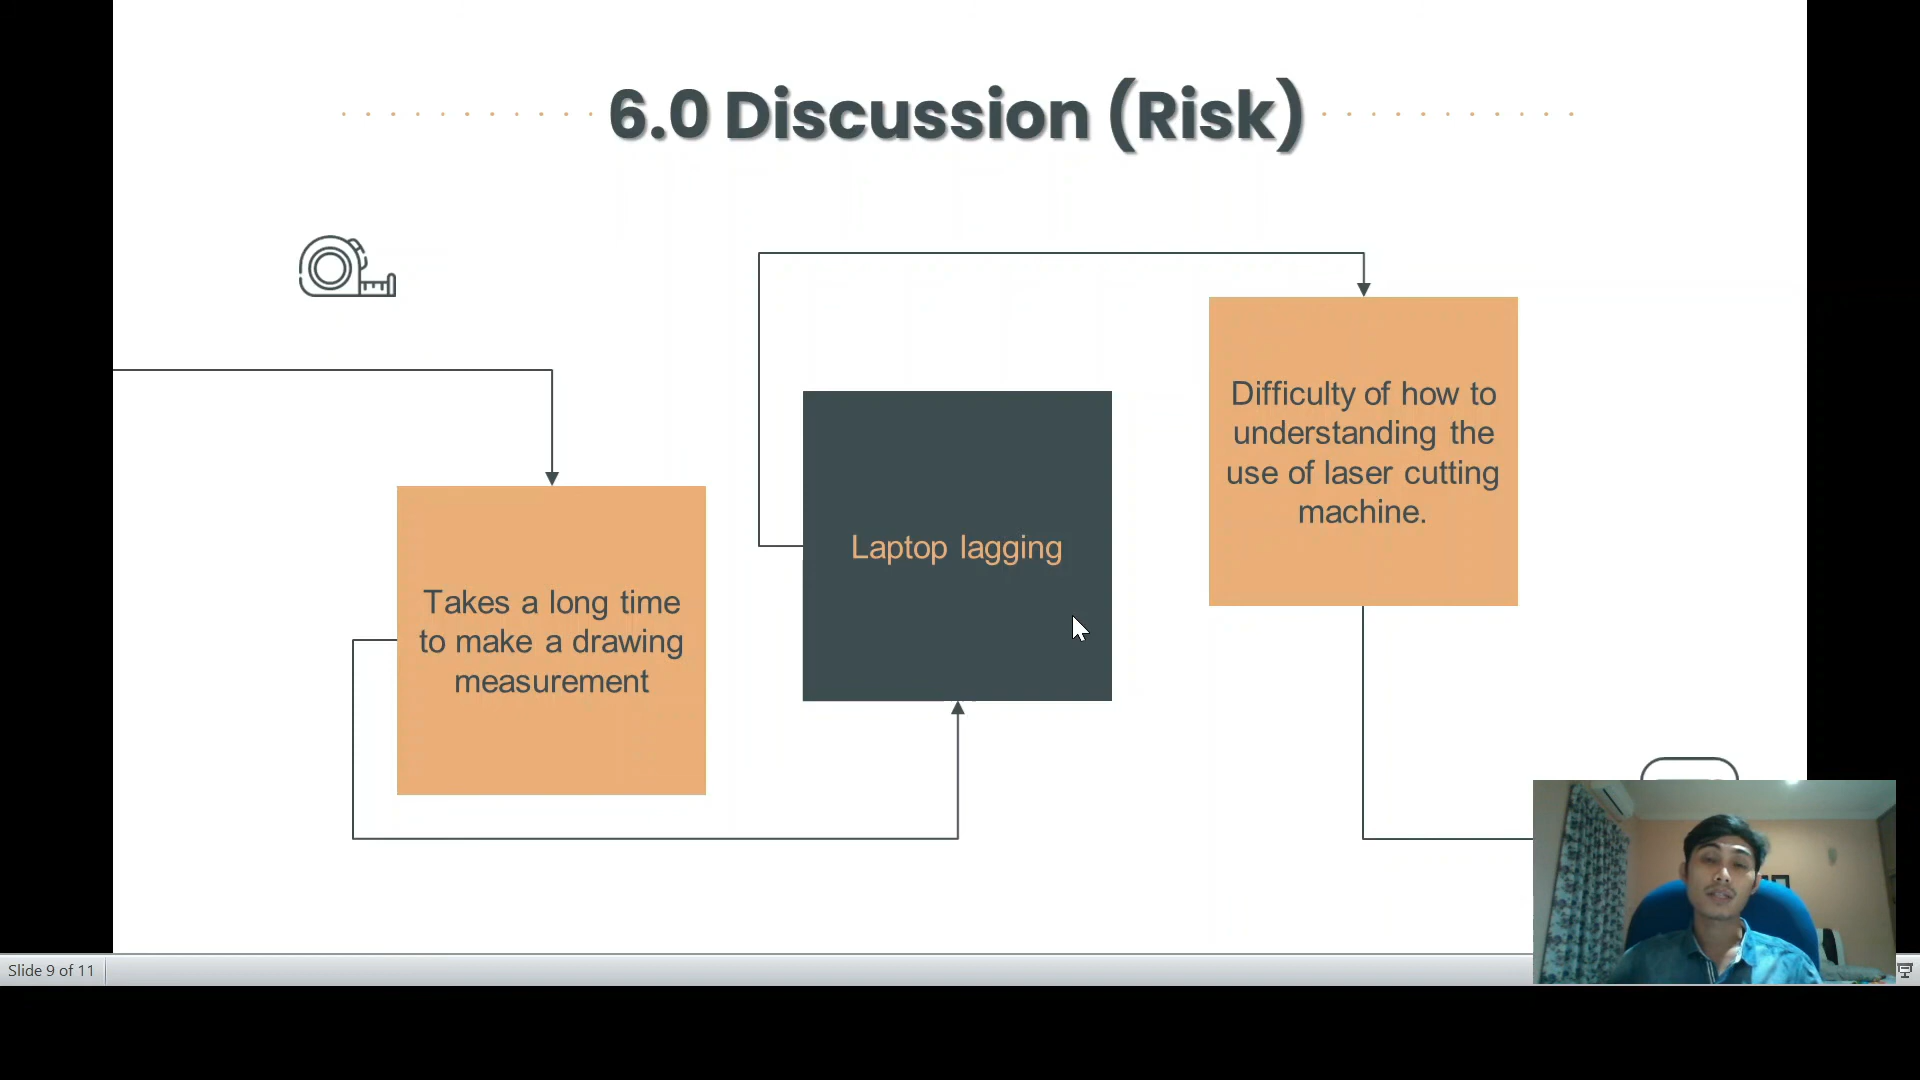 6.0 Discussion (Risk)
Takes a long time
to make a drawing
measurement
Laptop lagging
Difficulty of how to
understanding the
use of laser cutting
machine.
Slide 9 of 11